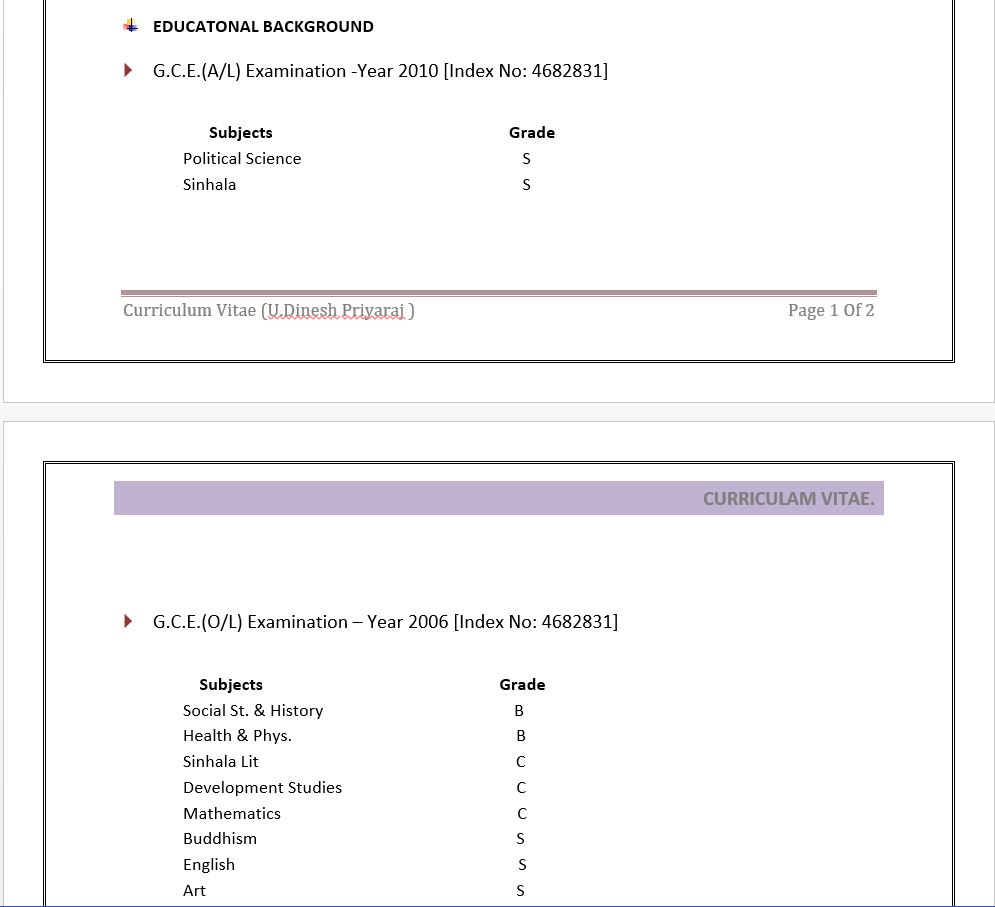 EDUCATONAL BACKGROUND
G.C.E.(A/L) Examination -Year 2010 [Index No: 4682831]
Subjects Grade
Political Science S
Sinhala S
Curriculum Vitae (U.Dinesh Priyaraj ) Page 1 Of 2
CURRICULAM VITAE.
G.C.E.(O/L) Examination – Year 2006 [Index No: 4682831]
Subjects Grade
Social St. & History B
Health & Phys. B
Sinhala Lit C
Development Studies C
Mathematics C
Buddhism S
English S
Art S